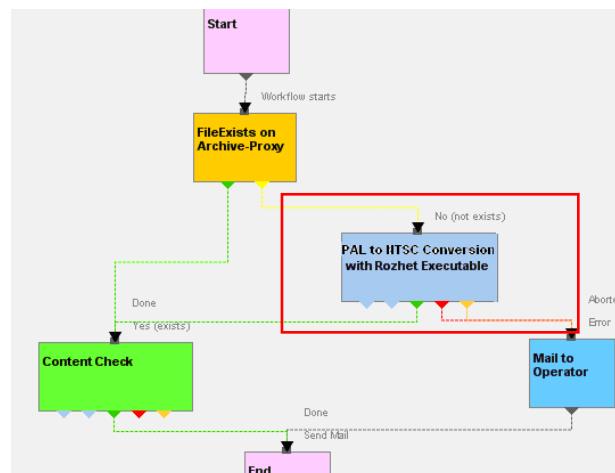 Start
Workflow starts
FileExists on
Archive-Proxy
No (not exists)
PAL to NTSC Conversion
with Rozhet Executable
Done
Yes (exists)
Aborte
Error
Content Check
Mail to
Operator
Done
Send Mail
End